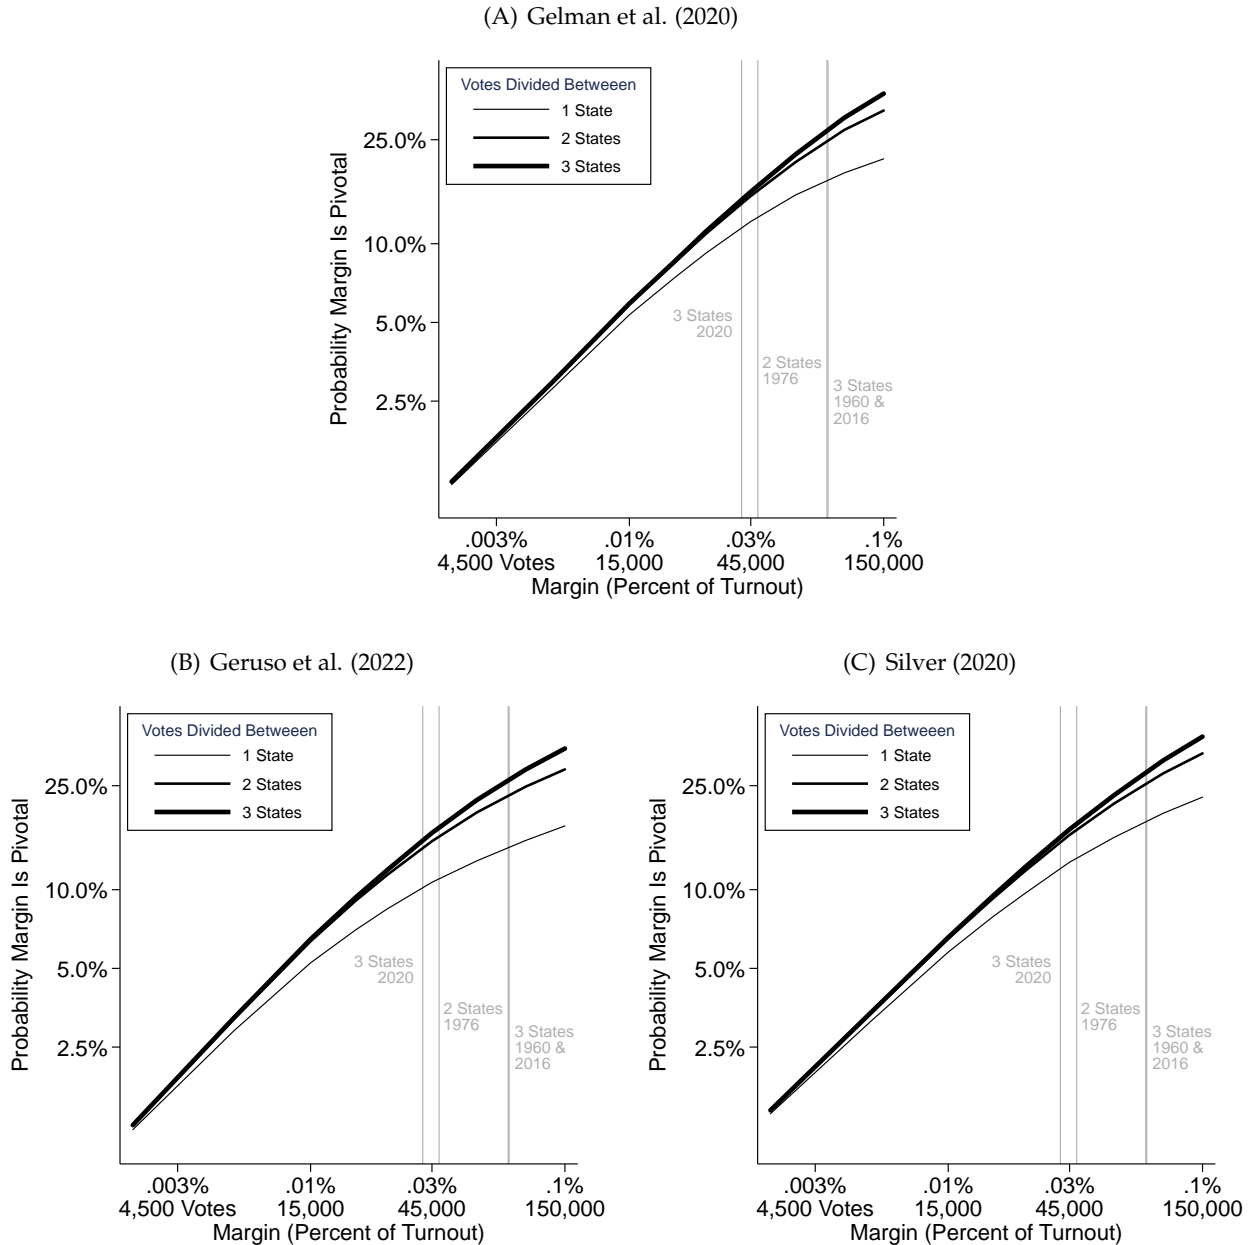 (A) Gelman et al. (2020)
Votes Divided Betweeen
1 State
2 States
3 States
Probability Margin Is Pivotal
25.0%
10.0%
5.0%
2.5%
3 States
2020
2 States
1976
3 States
1960 &
2016
.003%
.01%
.03%
.1%
4,500 Votes
15,000
45,000
150,000
Margin (Percent of Turnout)
(B) Geruso et al. (2022)
Votes Divided Betweeen
1 State
2 States
3 States
Probability Margin Is Pivotal
25.0%
10.0%
5.0%
2.5%
3 States
2020
2 States
1976
3 States
1960 &
2016
.003%
.01%
.03%
.1%
4,500 Votes
15,000
45,000
150,000
Margin (Percent of Turnout)
(C) Silver (2020)
Votes Divided Betweeen
1 State
2 States
3 States
Probability Margin Is Pivotal
25.0%
10.0%
5.0%
2.5%
3 States
2020
2 States
1976
3 States
1960 &
2016
.003%
.01%
.03%
.1%
4,500 Votes
15,000
45,000
150,000
Margin (Percent of Turnout)